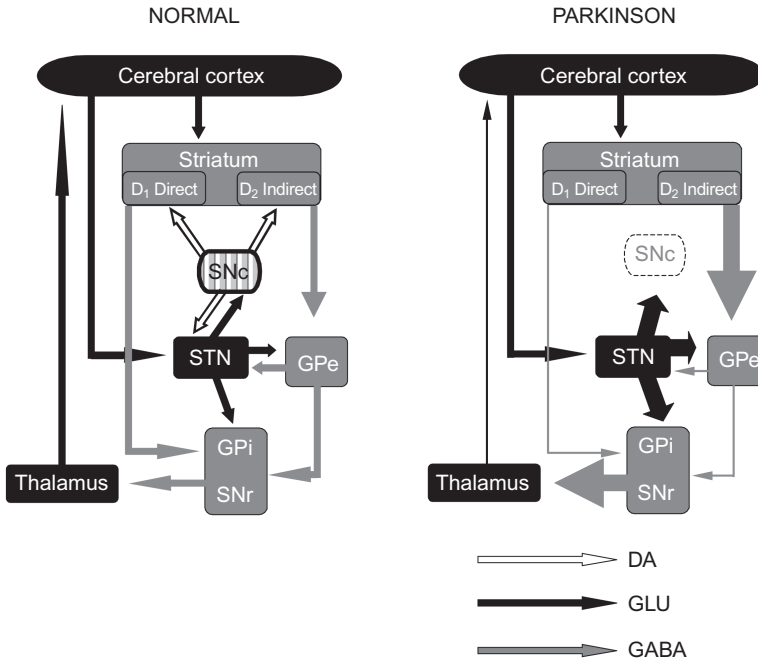 NORMAL
Cerebral cortex
Striatum
D1 Direct
D2 Indirect
SNc
STN
GPe
GPi
SNr
Thalamus
PARKINSON
Cerebral cortex
Striatum
D1 Direct
D2 Indirect
SNc
STN
GPe
GPi
SNr
Thalamus
DA
GLU
GABA